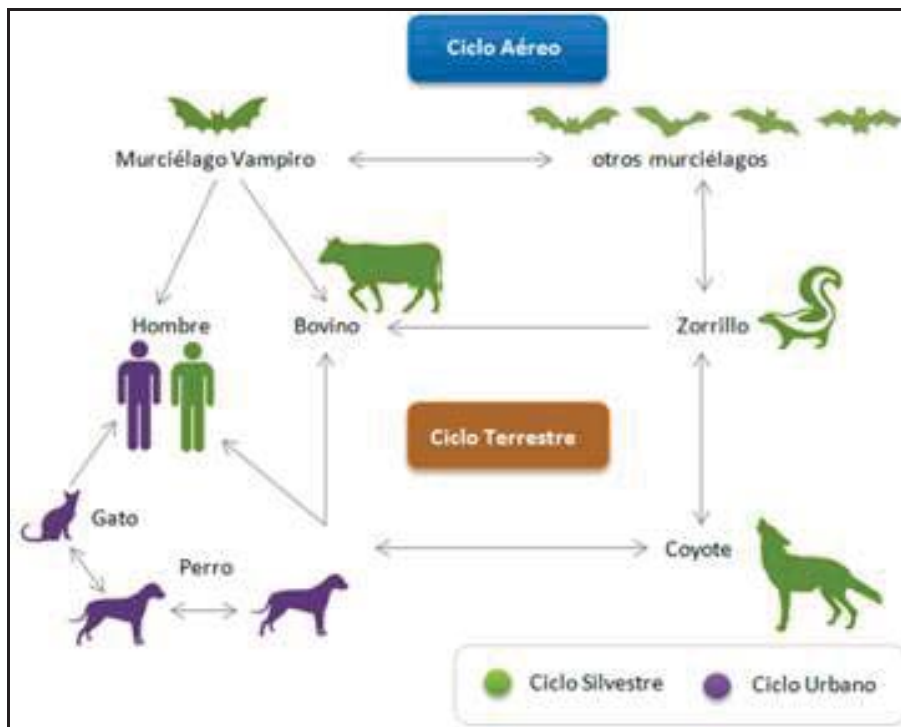 Ciclo Aéreo
Murciélago Vampiro
otros murciélagos
Hombre
Bovino
Zorrillo
Ciclo Terrestre
Gato
Coyote
Perro
Ciclo Silvestre
Ciclo Urbano